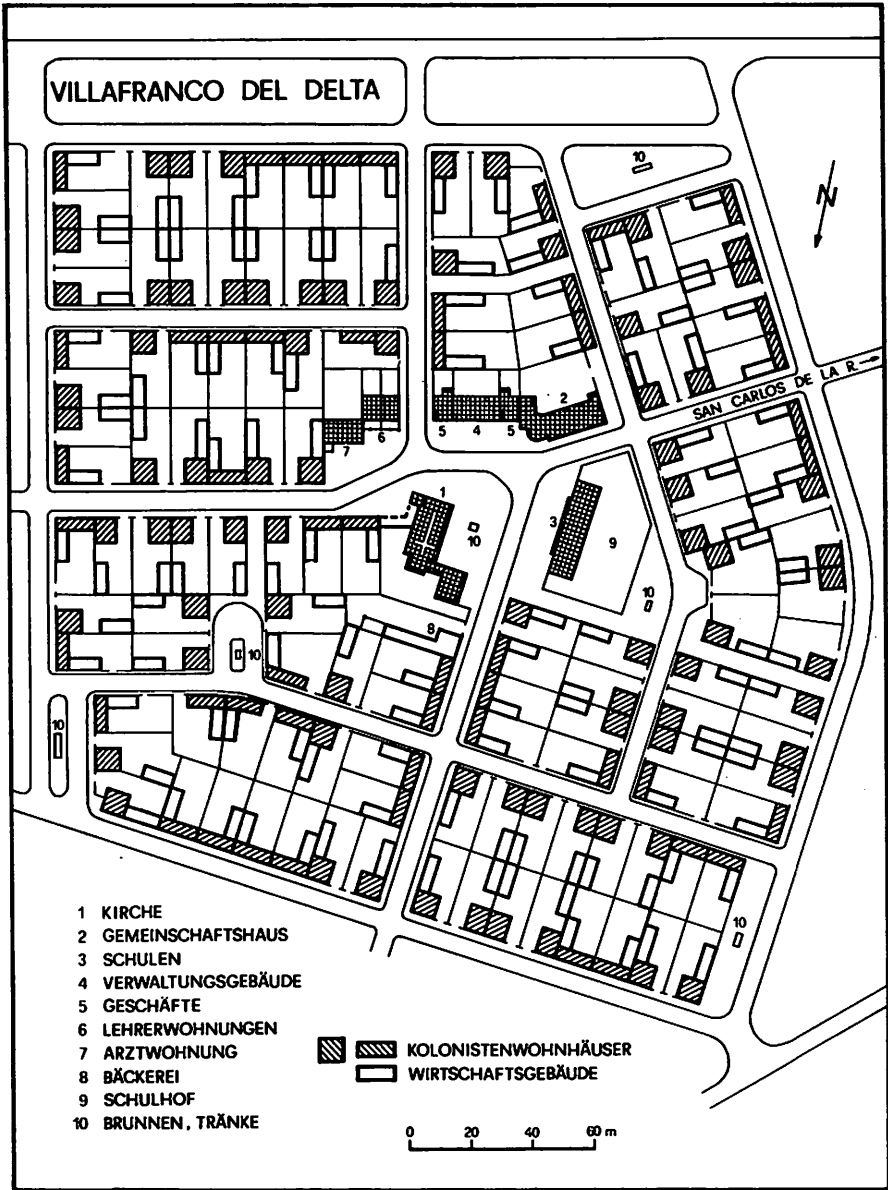 VILLAFRANCO DEL DELTA
10
N
SAN CARLOS DE LA R.
2
5 4 5
7 6
1
10
3
9
10
8
10
10
10
1 KIRCHE
2 GEMEINSCHAFTSHAUS
3 SCHULEN
4 VERWALTUNGSGEBÄUDE
5 GESCHÄFTE
6 LEHRERWOHNUNGEN
7 ARZTWOHNUNG
8 BÄCKEREI
9 SCHULHOF
10 BRUNNEN, TRÄNKE
KOLONISTENWOHNHÄUSER
WIRTSCHAFTSGEBÄUDE
0 20 40 60 m